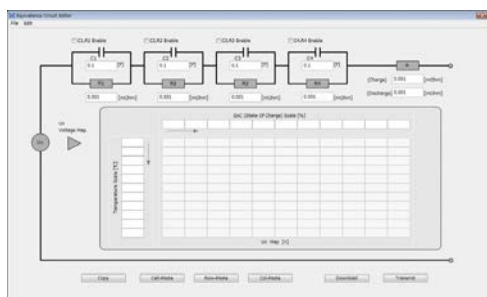 Equivalence Circuit Editor
File Edit
C1,R1 Enable C2,R2 Enable C3,R3 Enable C4,R4 Enable
C1 C2 C3 C4
0.1 [F] 0.1 [F] 0.1 [F] 0.1 [F]
R1 R2 R3 R4 R
0.001 [mOhm] 0.001 [mOhm] 0.001 [mOhm] 0.001 [mOhm]
(Charge) 0.001 [mOhm]
(Discharge) 0.001 [mOhm]
Uo
Voltage Map
Uo
SOC (State Of Charge) Scale [%]
Temperature Scale [℃]
Uo Map [V]
Copy Cell-Paste Row-Paste Col-Paste Download Transmit